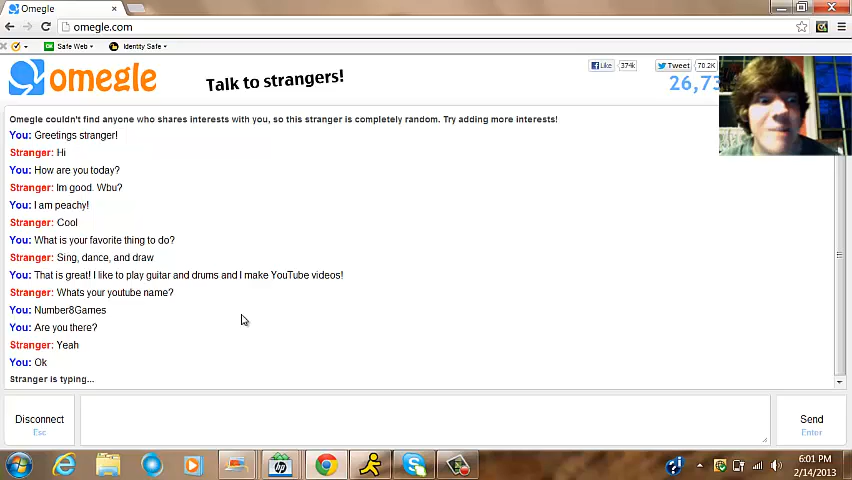 Omegle
omegle.com
Safe Web
Identity Safe
omegle
Talk to strangers!
Like 374k
Tweet 70.2K
26,73
Omegle couldn't find anyone who shares interests with you, so this stranger is completely random. Try adding more interests!
You: Greetings stranger!
Stranger: Hi
You: How are you today?
Stranger: Im good. Wbu?
You: I am peachy!
Stranger: Cool
You: What is your favorite thing to do?
Stranger: Sing, dance, and draw
You: That is great! I like to play guitar and drums and I make YouTube videos!
Stranger: Whats your youtube name?
You: Number8Games
You: Are you there?
Stranger: Yeah
You: Ok
Stranger is typing...
Disconnect
Esc
Send
Enter
6:01 PM
2/14/2013